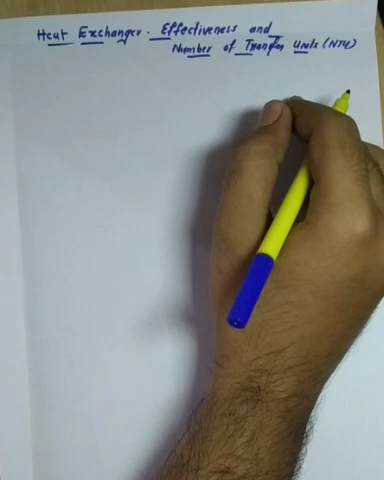 Heat Exchanger. Effectiveness and
Number of Transfer Units (NTU)